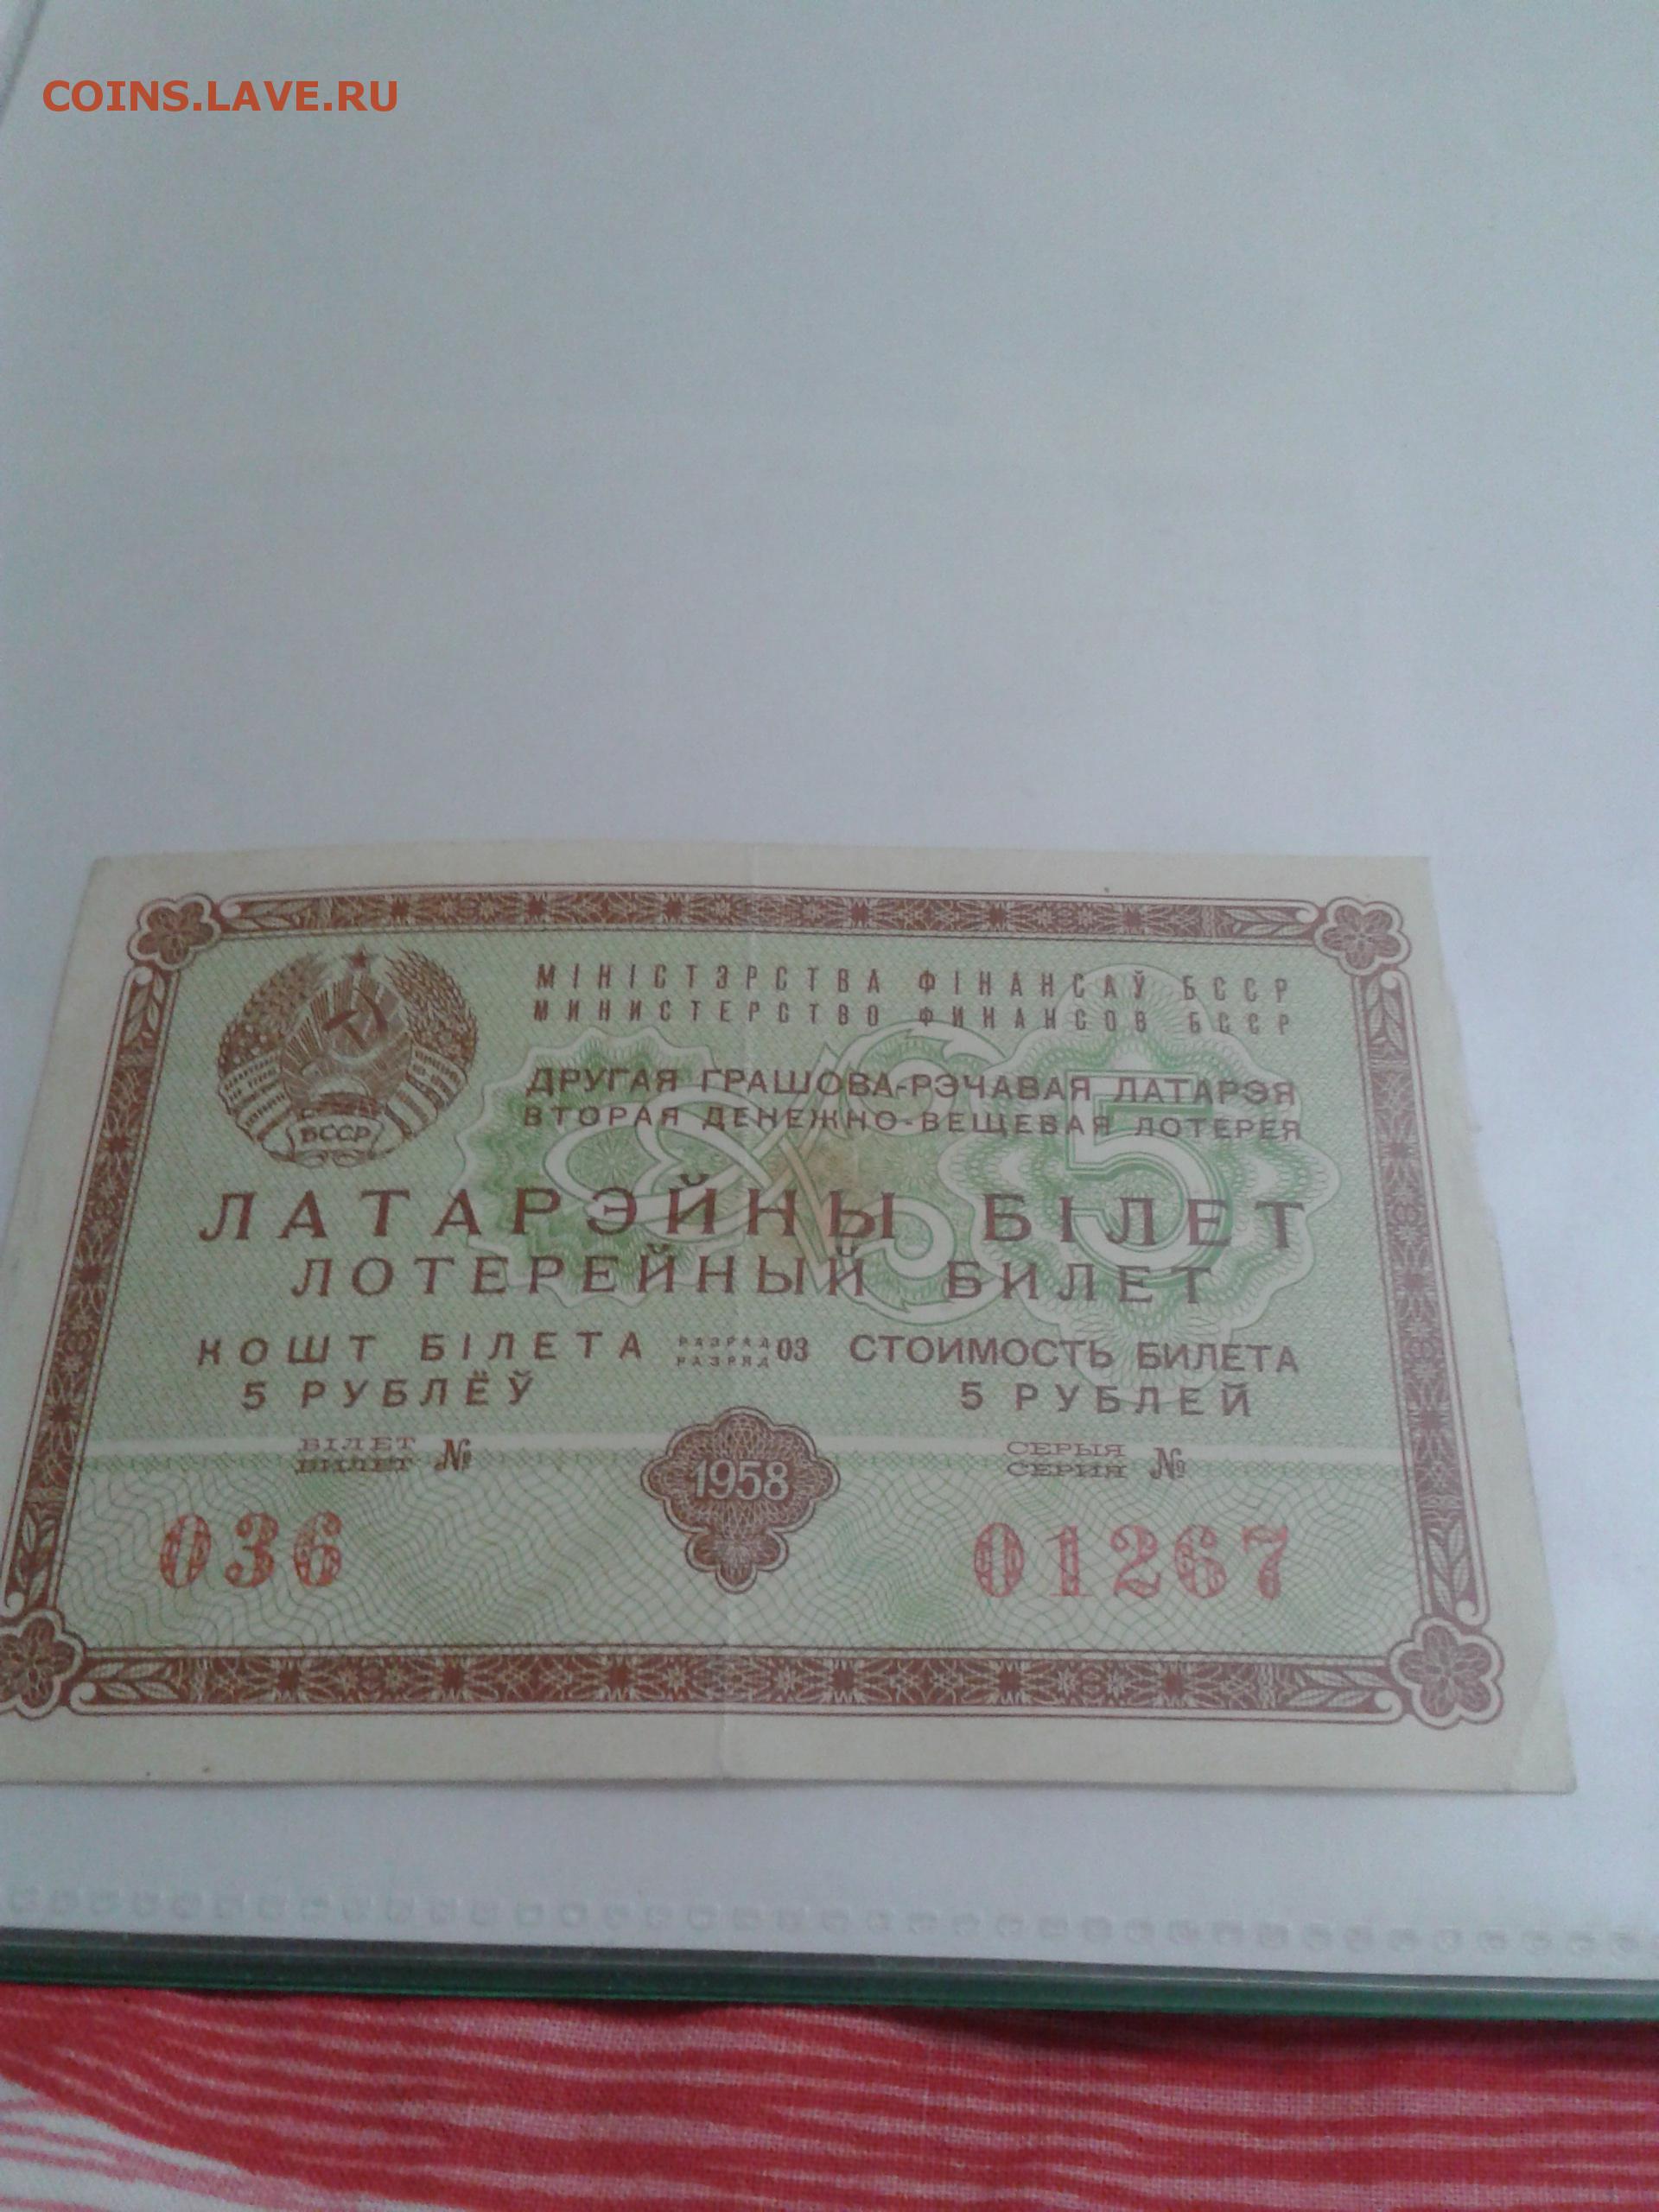 COINS.LAVE.RU
МІНІСТЭРСТВА ФІНАНСАЎ БССР
МИНИСТЕРСТВО ФИНАНСОВ БССР
ДРУГАЯ ГРАШОВА-РЭЧАВАЯ ЛАТАРЭЯ
ВТОРАЯ ДЕНЕЖНО-ВЕЩЕВАЯ ЛОТЕРЕЯ
БССР
5
ЛАТАРЭЙНЫ БІЛЕТ
ЛОТЕРЕЙНЫЙ БИЛЕТ
КОШТ БІЛЕТА РАЗРАД 03 СТОИМОСТЬ БИЛЕТА
РАЗРЯД
5 РУБЛЁЎ 5 РУБЛЕЙ
БІЛЕТ № СЕРЫЯ №
БИЛЕТ СЕРИЯ
1958
036 01267